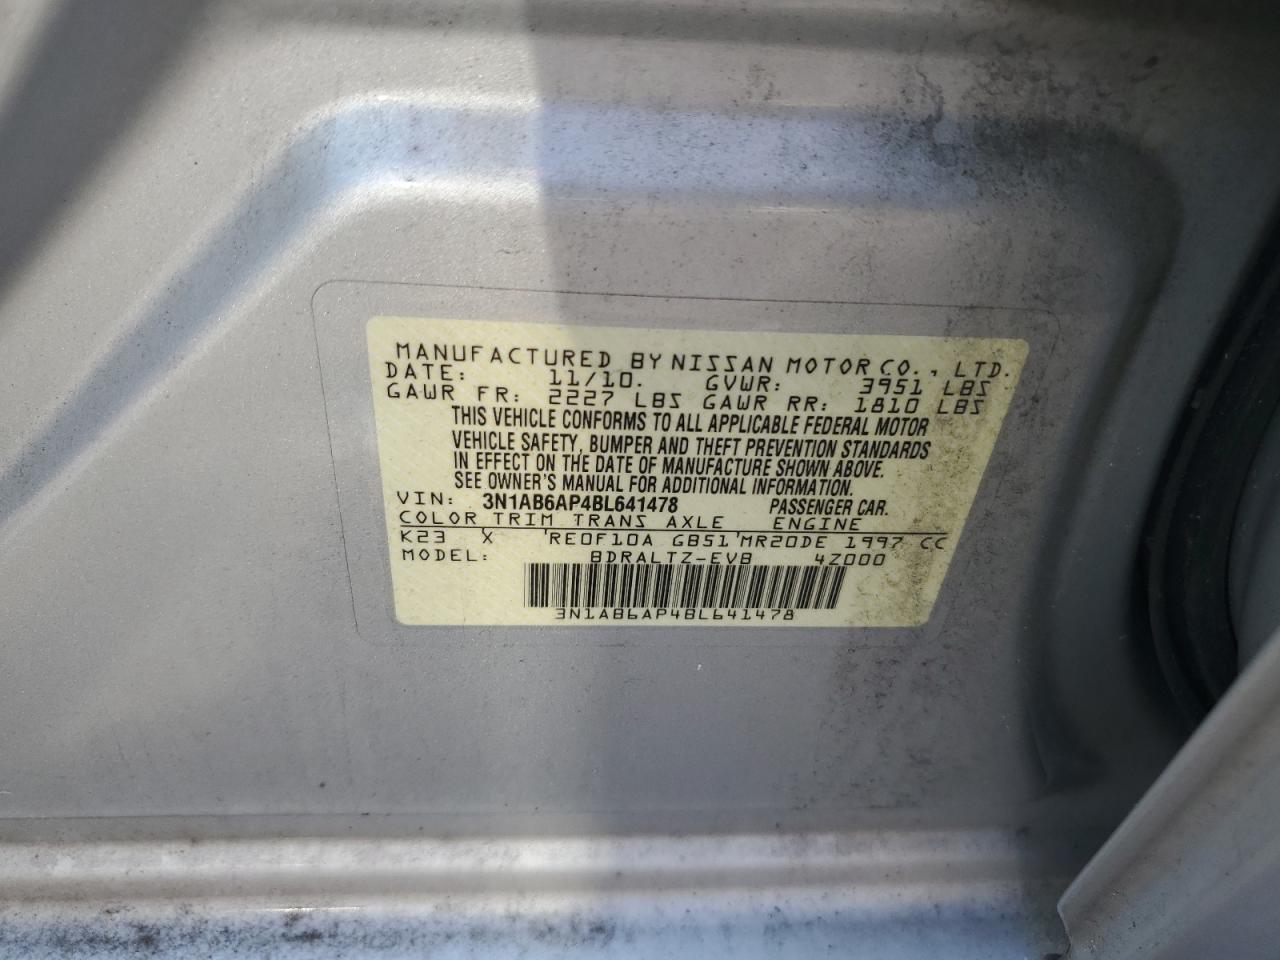 MANUFACTURED BY NISSAN MOTOR CO., LTD.
DATE: 11/10. GVWR: 3951 LBS
GAWR FR: 2227 LBS GAWR RR: 1810 LBS
THIS VEHICLE CONFORMS TO ALL APPLICABLE FEDERAL MOTOR
VEHICLE SAFETY, BUMPER AND THEFT PREVENTION STANDARDS
IN EFFECT ON THE DATE OF MANUFACTURE SHOWN ABOVE.
SEE OWNER'S MANUAL FOR ADDITIONAL INFORMATION.
VIN: 3N1AB6AP4BL641478 PASSENGER CAR.
COLOR TRIM TRANS AXLE ENGINE
K23 X 'RE0F10A GB51'MR20DE 1997 CC
MODEL: BDRALTZ-EVB 4Z000
3N1AB6AP4BL641478